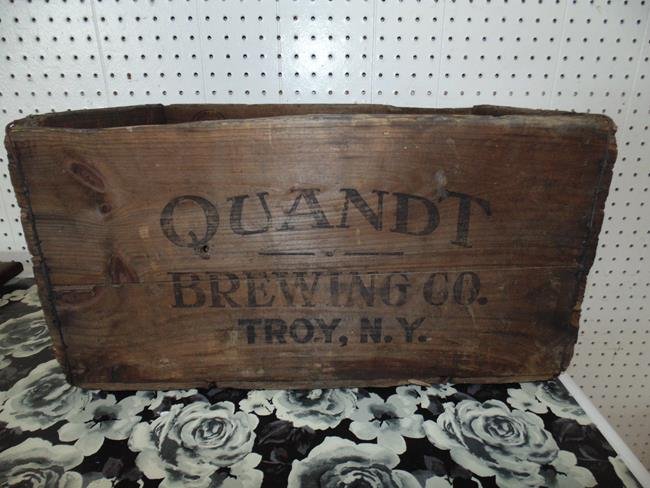 QUANDT
BREWING CO.
TROY, N.Y.